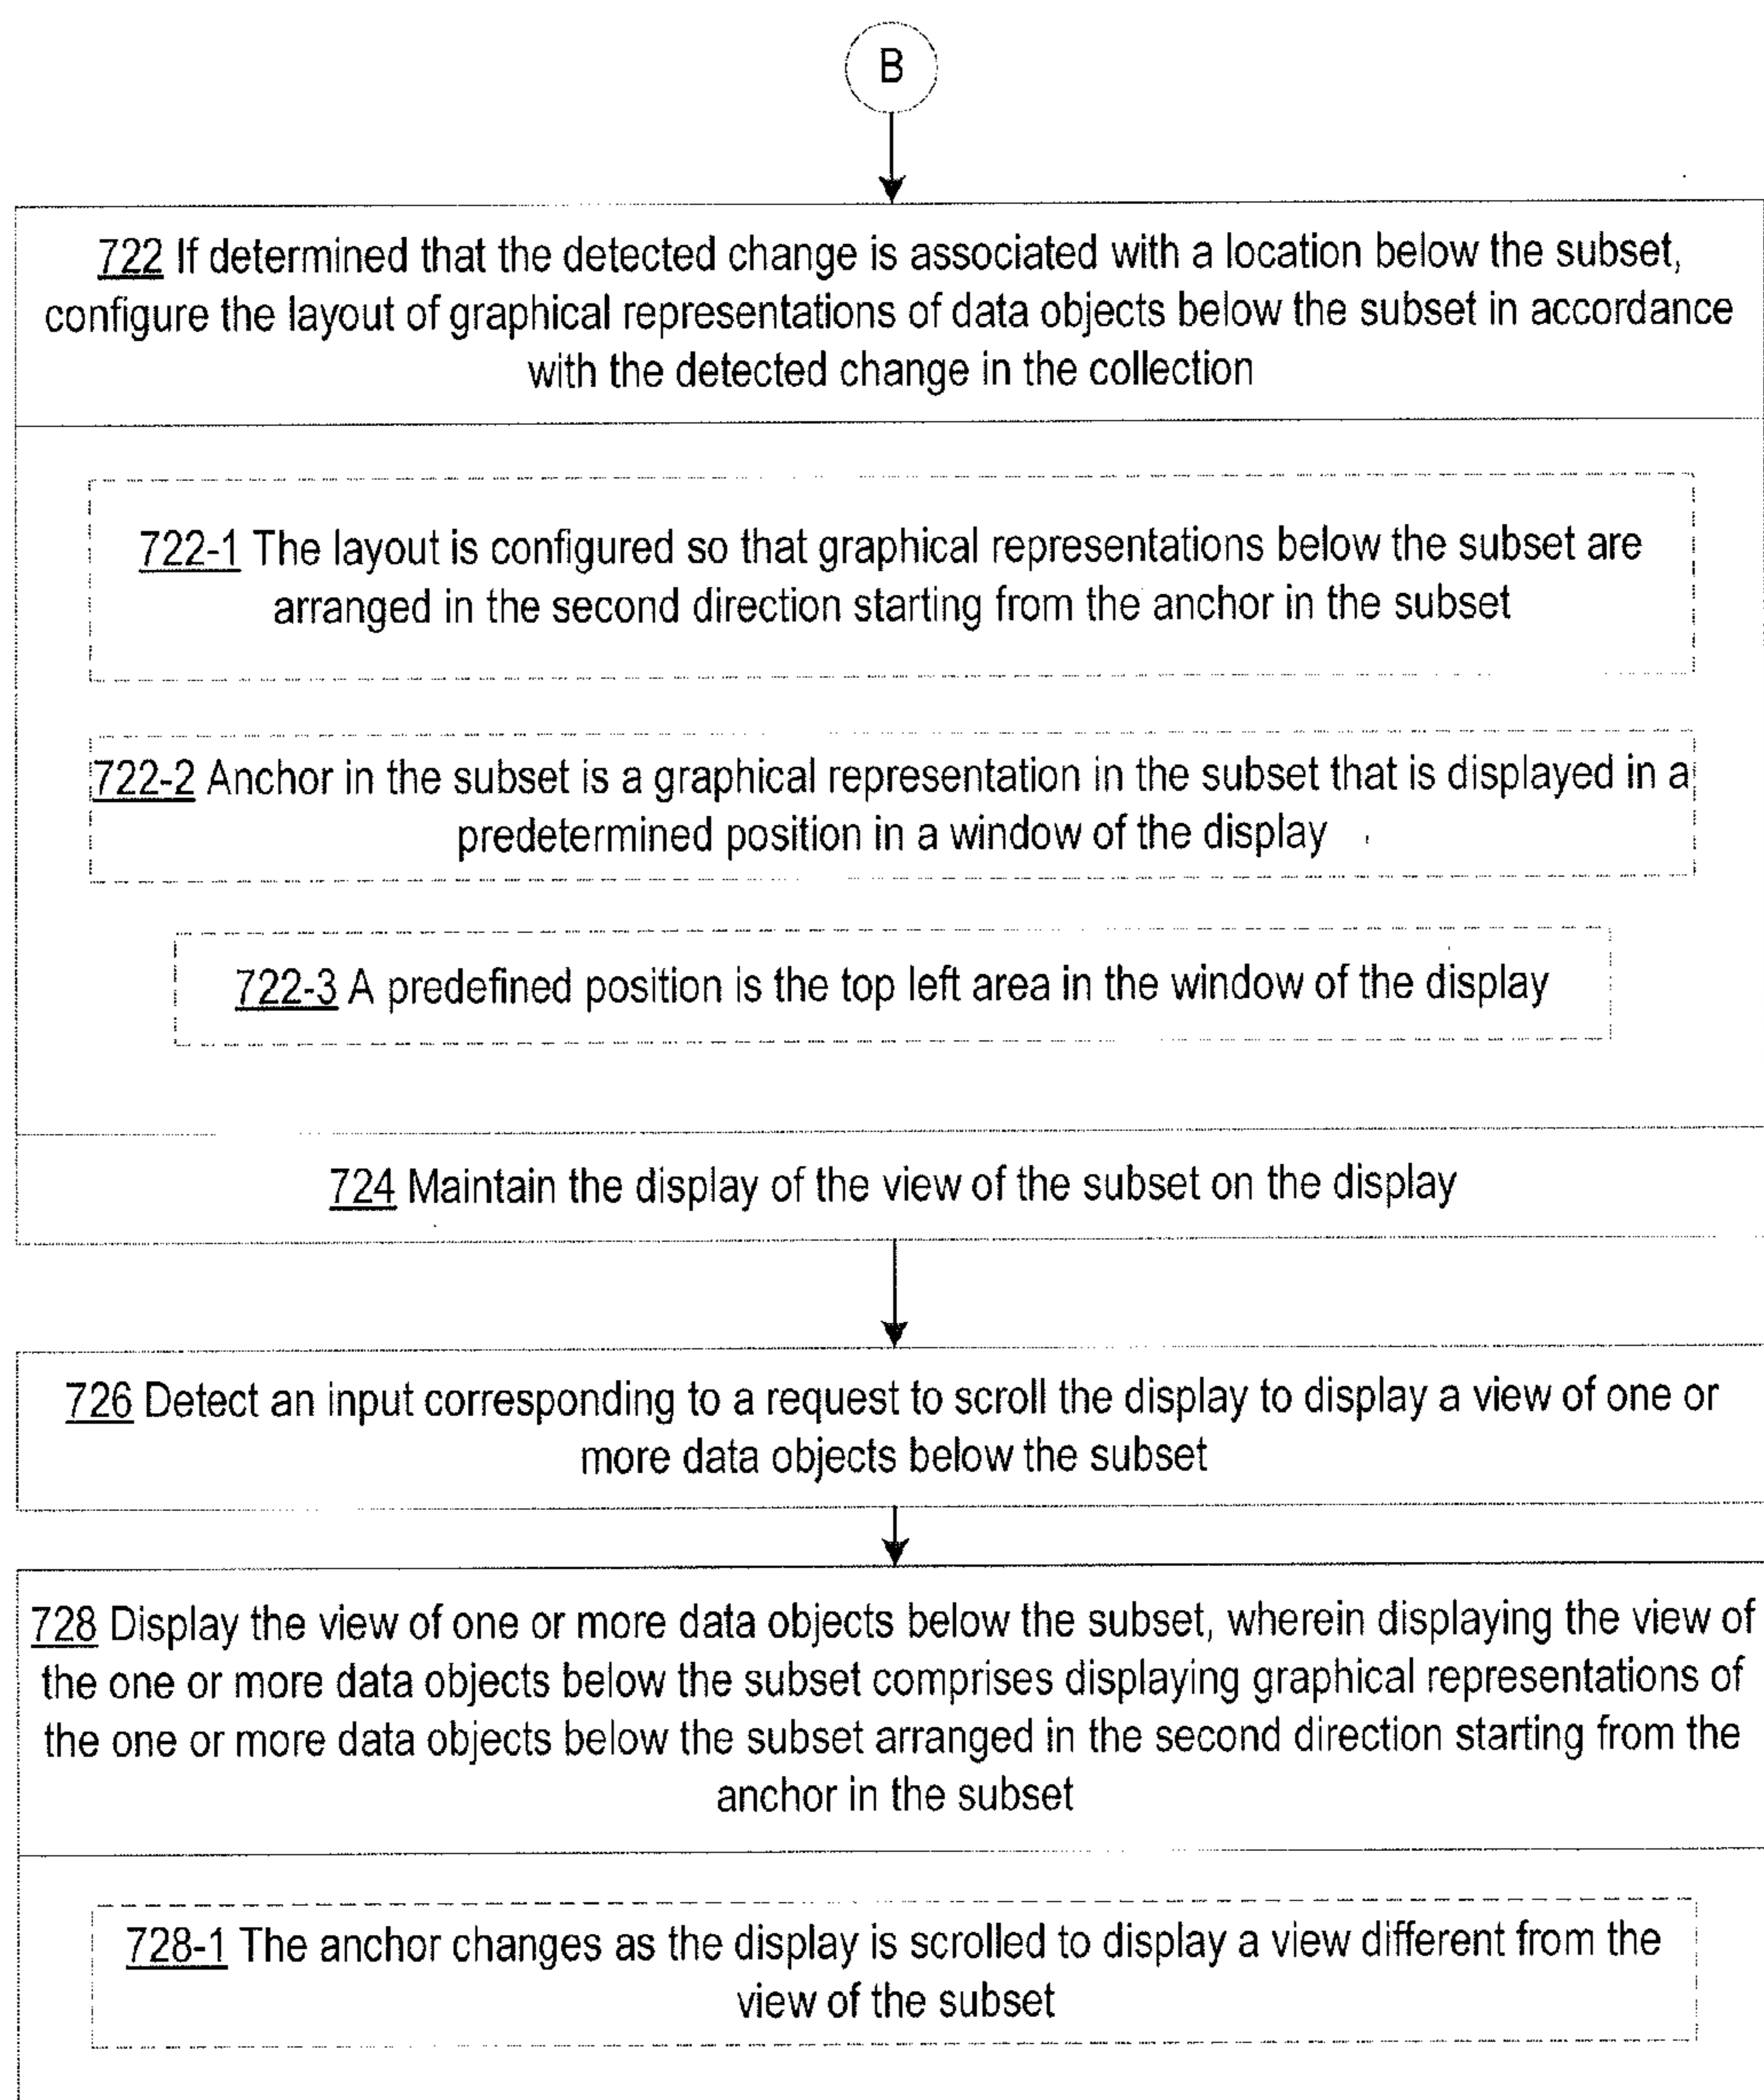 B
722 If determined that the detected change is associated with a location below the subset,
configure the layout of graphical representations of data objects below the subset in accordance
with the detected change in the collection
722-1 The layout is configured so that graphical representations below the subset are
arranged in the second direction starting from the anchor in the subset
722-2 Anchor in the subset is a graphical representation in the subset that is displayed in a
predetermined position in a window of the display
722-3 A predefined position is the top left area in the window of the display
724 Maintain the display of the view of the subset on the display
726 Detect an input corresponding to a request to scroll the display to display a view of one or
more data objects below the subset
728 Display the view of one or more data objects below the subset, wherein displaying the view of
the one or more data objects below the subset comprises displaying graphical representations of
the one or more data objects below the subset arranged in the second direction starting from the
anchor in the subset
728-1 The anchor changes as the display is scrolled to display a view different from the
view of the subset